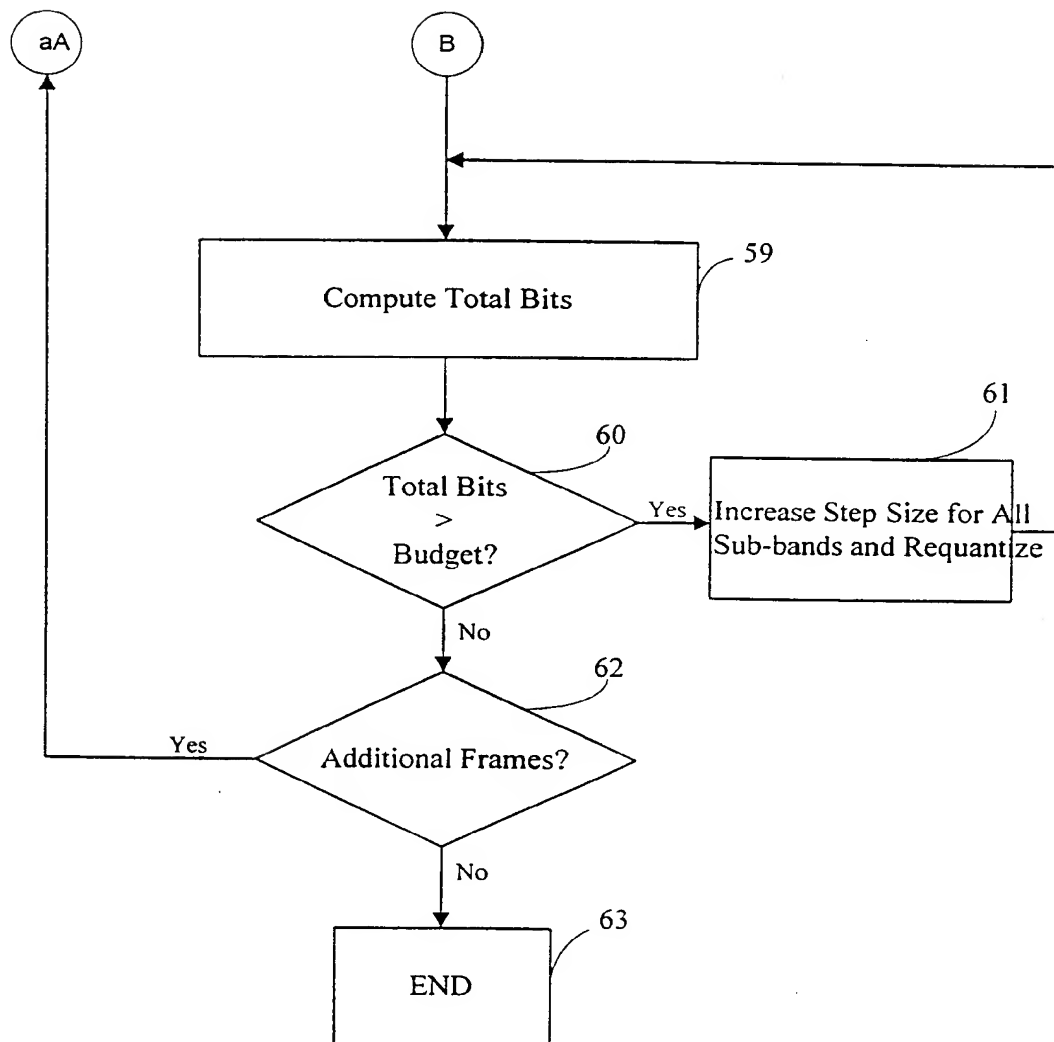 aA
B
59
Compute Total Bits
61
60
Total Bits
>
Budget?
Yes
Increase Step Size for All
Sub-bands and Requantize
No
62
Yes
Additional Frames?
No
63
END